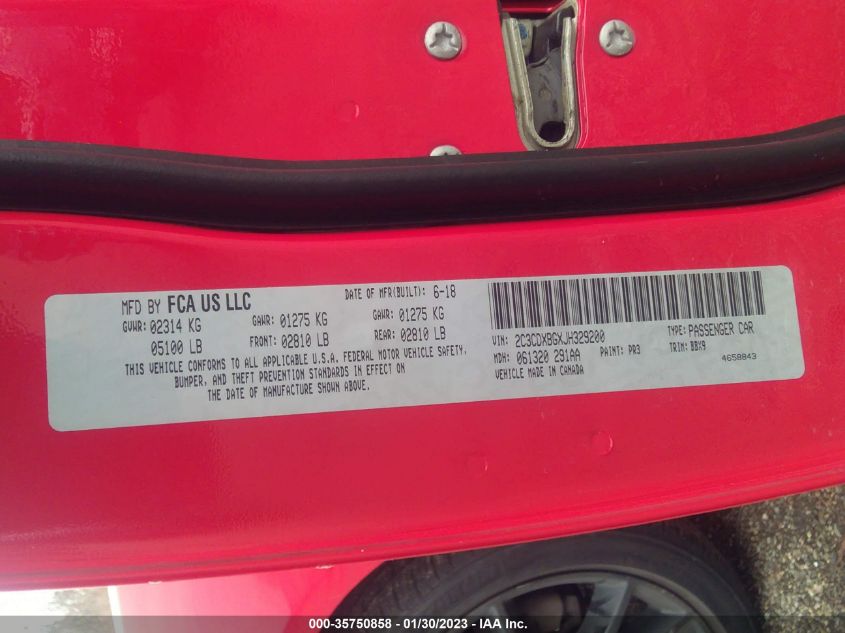 MFD BY FCA US LLC
DATE OF MFR(BUILT): 6-18
GVWR: 02314 KG GAWR: 01275 KG GAWR: 01275 KG
05100 LB FRONT: 02810 LB REAR: 02810 LB
THIS VEHICLE CONFORMS TO ALL APPLICABLE U.S.A. FEDERAL MOTOR VEHICLE SAFETY,
BUMPER, AND THEFT PREVENTION STANDARDS IN EFFECT ON
THE DATE OF MANUFACTURE SHOWN ABOVE.
VIN: 2C3CDXBGXJH329200 TYPE: PASSENGER CAR
MDH: 061320 291AA PAINT: PR3 TRIM: BBX9
VEHICLE MADE IN CANADA 4658843
000-35750858 - 01/30/2023 - IAA Inc.